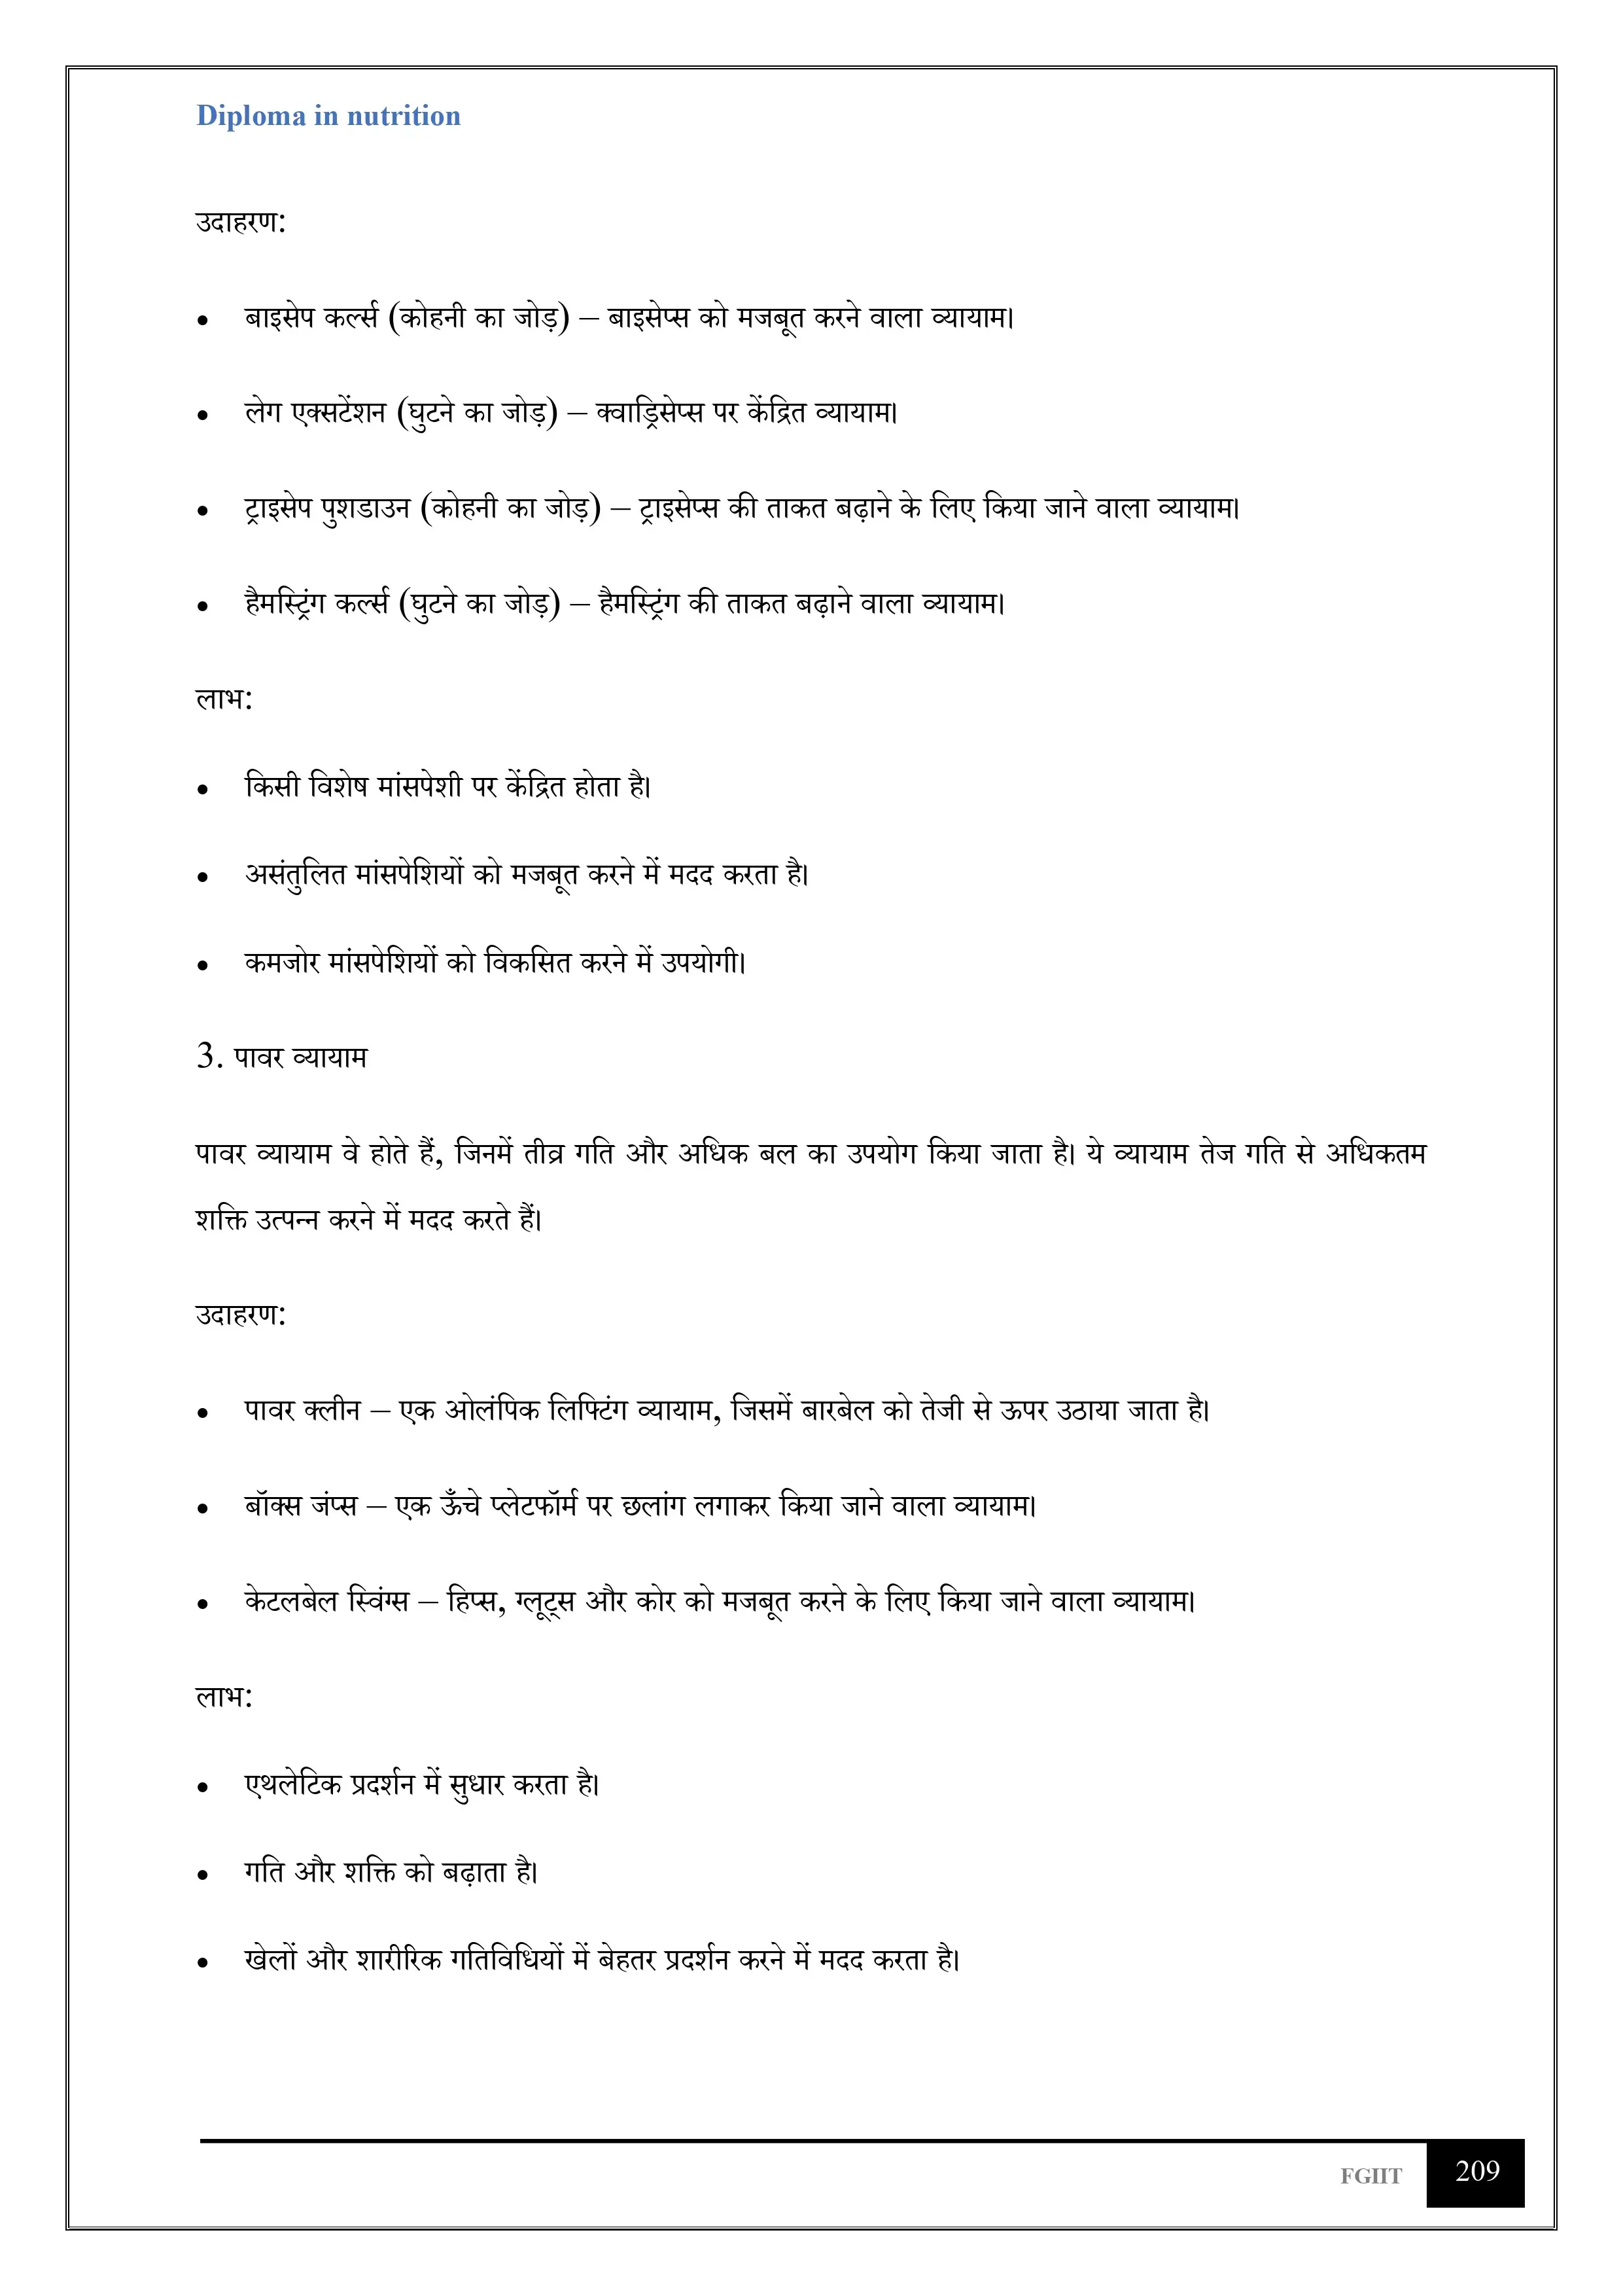 Diploma in nutrition
उदाहरण:
• बाइसेप कर्ल्स (कोहनी का जोड़) – बाइसेप्स को मजबूत करने वाला व्यायाम।
• लेग एक्सटेंशन (घुटने का जोड़) – क्वाड्रिसेप्स पर केंद्रित व्यायाम।
• ट्राइसेप पुशडाउन (कोहनी का जोड़) – ट्राइसेप्स की ताकत बढ़ाने के लिए किया जाने वाला व्यायाम।
• हैमस्ट्रिंग कर्ल्स (घुटने का जोड़) – हैमस्ट्रिंग की ताकत बढ़ाने वाला व्यायाम।
लाभ:
• किसी विशेष मांसपेशी पर केंद्रित होता है।
• असंतुलित मांसपेशियों को मजबूत करने में मदद करता है।
• कमजोर मांसपेशियों को विकसित करने में उपयोगी।
3. पावर व्यायाम
पावर व्यायाम वे होते हैं, जिनमें तीव्र गति और अधिक बल का उपयोग किया जाता है। ये व्यायाम तेज गति से अधिकतम
शक्ति उत्पन्न करने में मदद करते हैं।
उदाहरण:
• पावर क्लीन – एक ओलंपिक लिफ्टिंग व्यायाम, जिसमें बारबेल को तेजी से ऊपर उठाया जाता है।
• बॉक्स जंप्स – एक ऊँचे प्लेटफॉर्म पर छलांग लगाकर किया जाने वाला व्यायाम।
• केटलबेल स्विंग्स – हिप्स, ग्लूट्स और कोर को मजबूत करने के लिए किया जाने वाला व्यायाम।
लाभ:
• एथलेटिक प्रदर्शन में सुधार करता है।
• गति और शक्ति को बढ़ाता है।
• खेलों और शारीरिक गतिविधियों में बेहतर प्रदर्शन करने में मदद करता है।
FGIIT 209